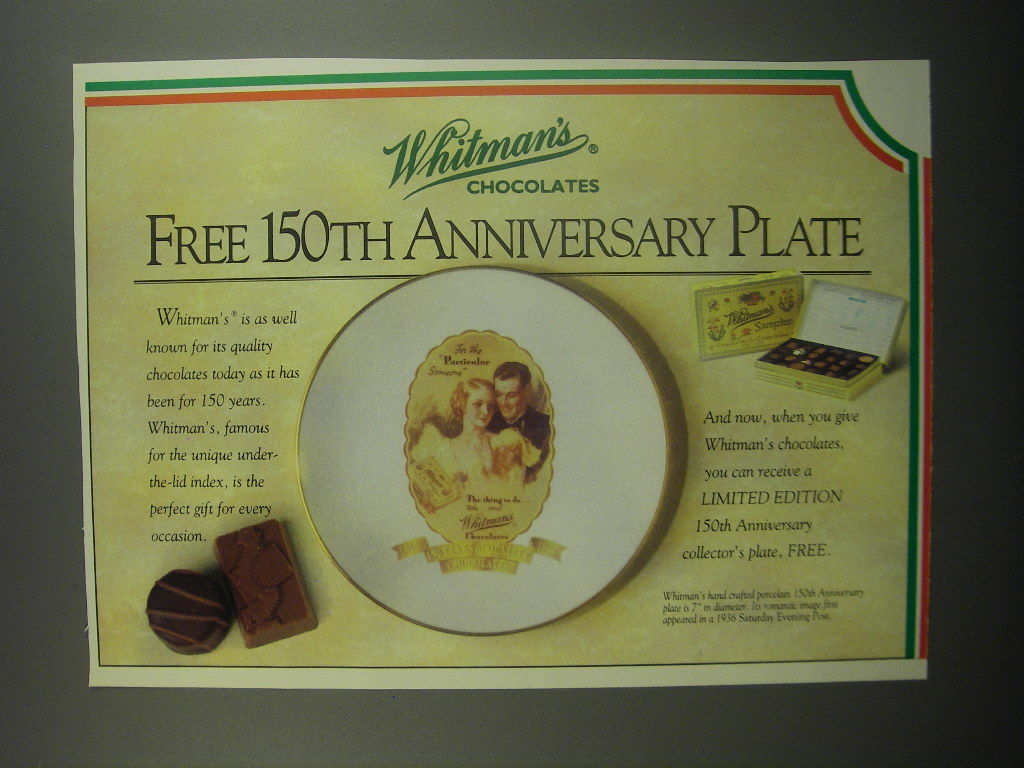 Whitman's®
CHOCOLATES
FREE 150TH ANNIVERSARY PLATE
Whitman's® is as well
known for its quality
chocolates today as it has
been for 150 years.
Whitman's, famous
for the unique under-
the-lid index, is the
perfect gift for every
occasion.
For the
"Particular
Someone"
The thing to do...
Whitman's
Chocolates
CHOCOLATES
Whitman's
Sampler
And now, when you give
Whitman's chocolates,
you can receive a
LIMITED EDITION
150th Anniversary
collector's plate, FREE.
Whitman's hand crafted porcelain 150th Anniversary
plate is 7" in diameter. Its romantic image first
appeared in a 1936 Saturday Evening Post.